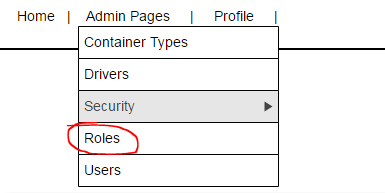 Home | Admin Pages | Profile |
Container Types
Drivers
Security
Roles
Users